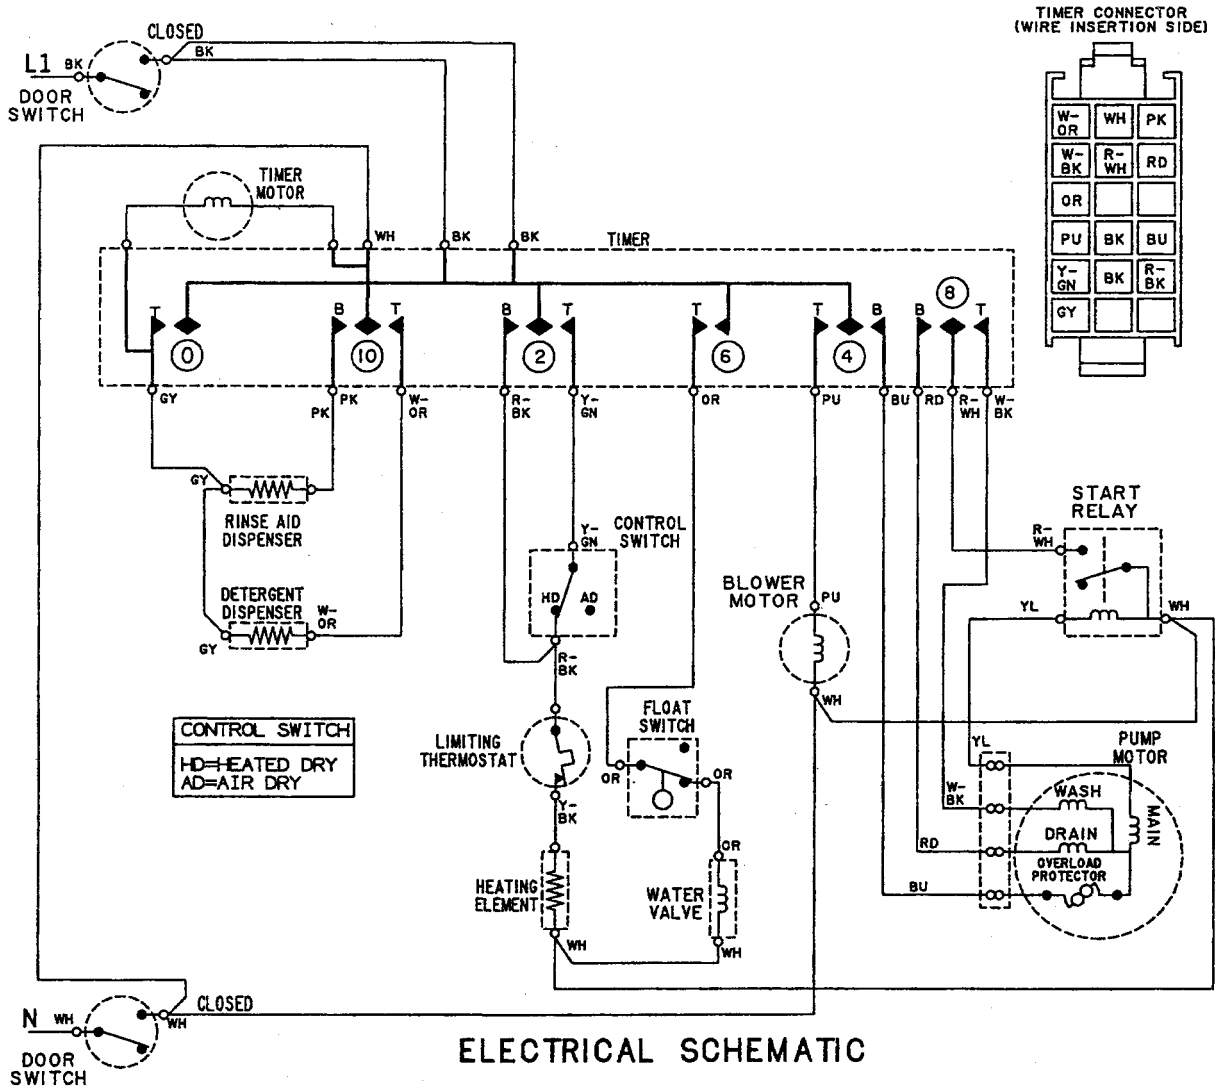 TIMER CONNECTOR
(WIRE INSERTION SIDE)
W-OR WH PK
W-BK R-WH RD
OR
PU BK BU
Y-GN BK R-BK
GY
CLOSED
BK
L1 BK
DOOR
SWITCH
TIMER
MOTOR
WH BK BK TIMER
T B T B T T T B B 8 T
0 10 2 6 4
GY PK W-OR R-BK Y-GN OR PU BU RD R-WH W-BK
PK
GY
RINSE AID
DISPENSER
DETERGENT
DISPENSER
W-OR
GY
Y-GN
CONTROL
SWITCH
HD AD
R-BK
START
RELAY
R-WH
YL WH
BLOWER
MOTOR
PU
WH
CONTROL SWITCH
HD=HEATED DRY
AD=AIR DRY
LIMITING
THERMOSTAT
Y-BK
FLOAT
SWITCH
OR OR
OR
HEATING
ELEMENT
WH
WATER
VALVE
WH
YL
PUMP
MOTOR
W-BK
WASH
MAIN
RD
DRAIN
OVERLOAD
PROTECTOR
BU
N WH
WH
CLOSED
DOOR
SWITCH
ELECTRICAL SCHEMATIC